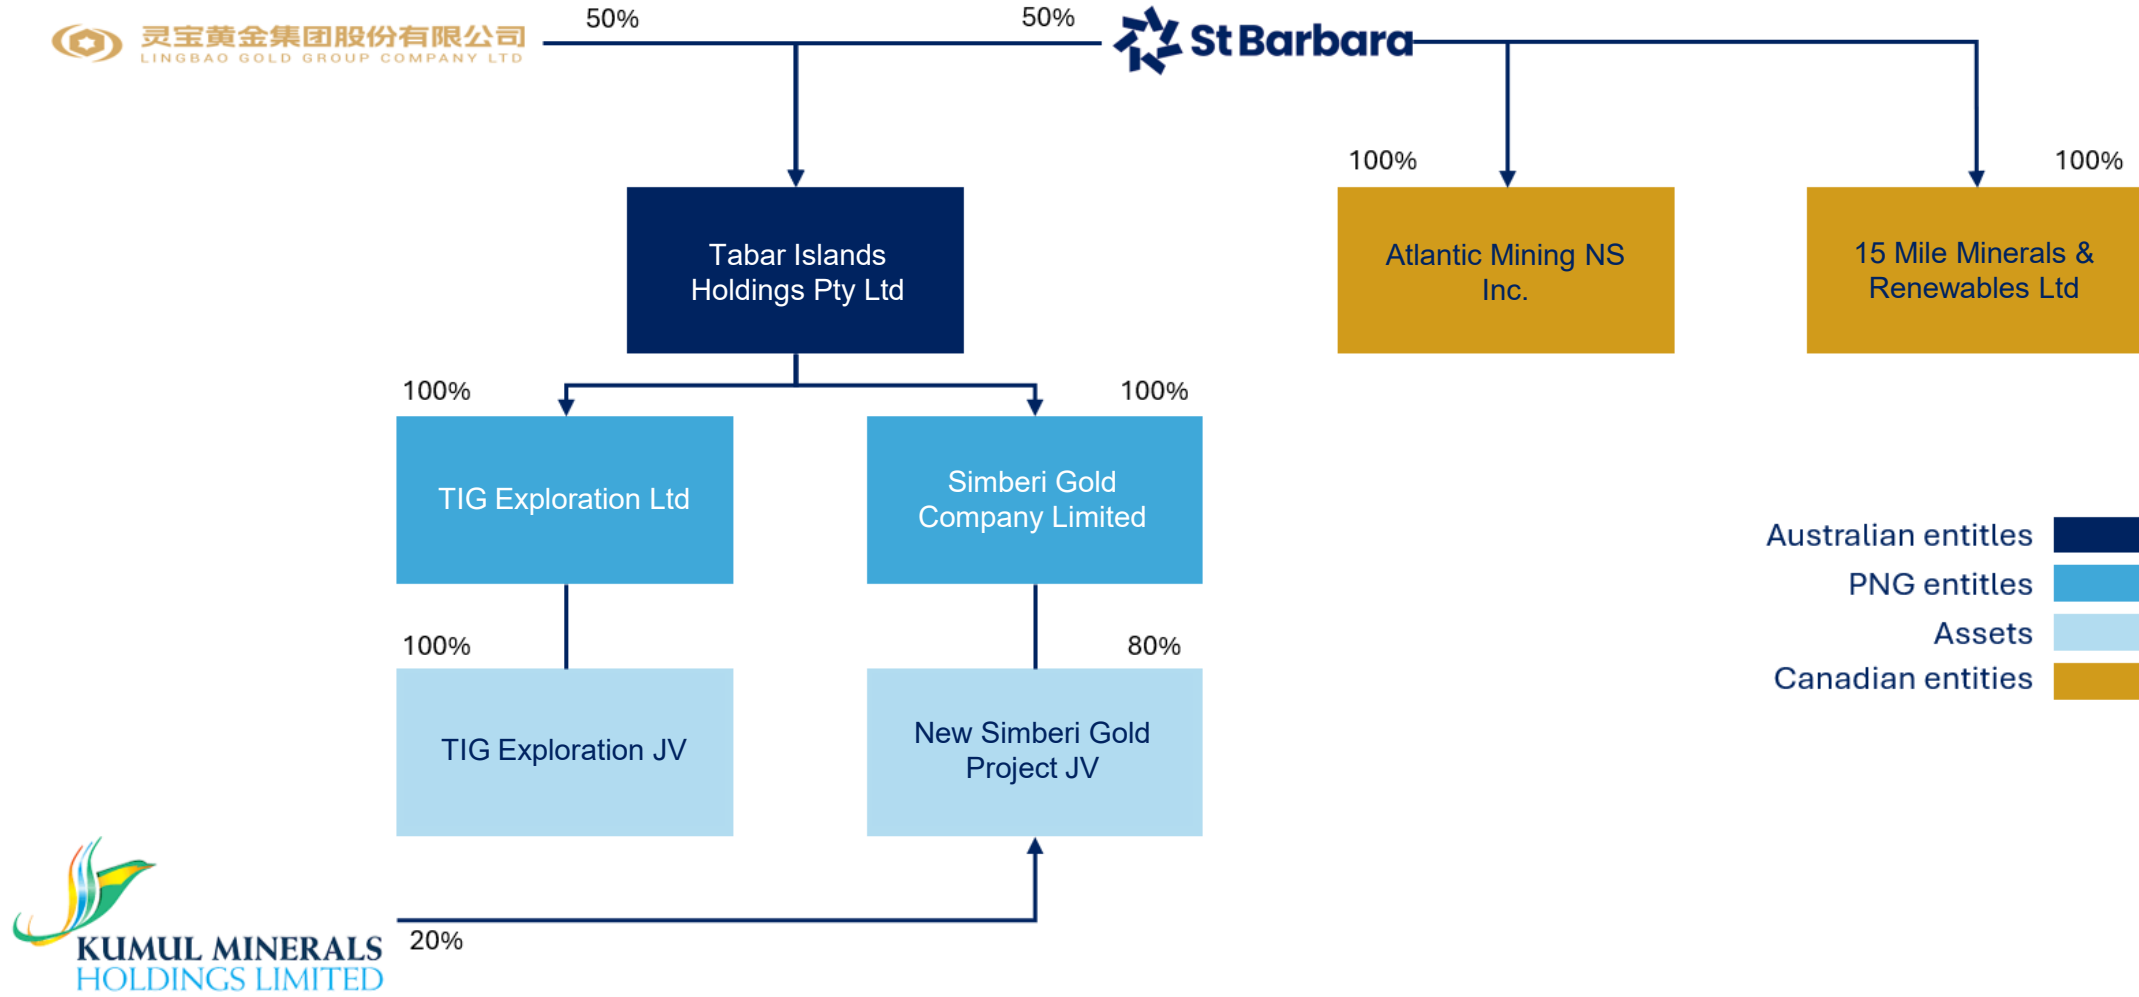 50%
50%
灵宝黄金集团股份有限公司
LINGBAO GOLD GROUP COMPANY LTD
St Barbara
100%
100%
Tabar Islands
Holdings Pty Ltd
Atlantic Mining NS
Inc.
15 Mile Minerals &
Renewables Ltd
100%
100%
TIG Exploration Ltd
Simberi Gold
Company Limited
Australian entitles
PNG entitles
Assets
Canadian entities
100%
80%
TIG Exploration JV
New Simberi Gold
Project JV
20%
KUMUL MINERALS
HOLDINGS LIMITED